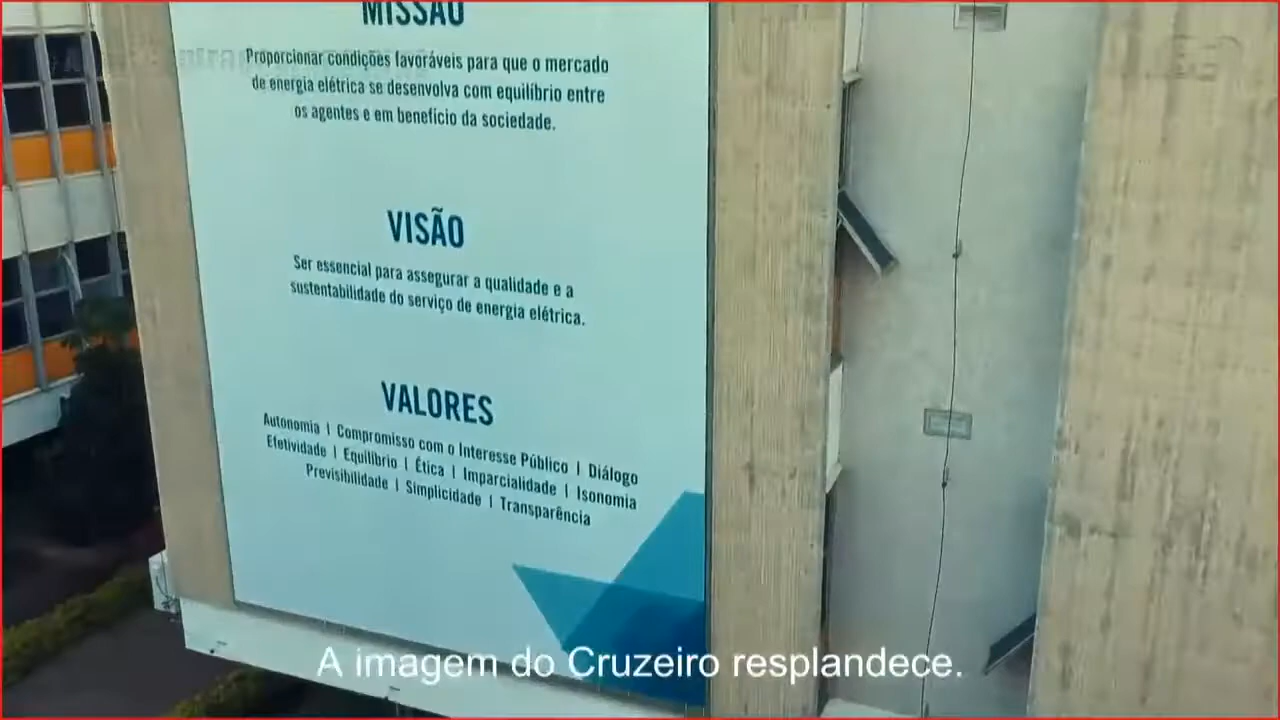 MISSÃO
Proporcionar condições favoráveis para que o mercado
de energia elétrica se desenvolva com equilíbrio entre
os agentes e em benefício da sociedade.
VISÃO
Ser essencial para assegurar a qualidade e a
sustentabilidade do serviço de energia elétrica.
VALORES
Autonomia | Compromisso com o Interesse Público | Diálogo
Efetividade | Equilíbrio | Ética | Imparcialidade | Isonomia
Previsibilidade | Simplicidade | Transparência
A imagem do Cruzeiro resplandece.